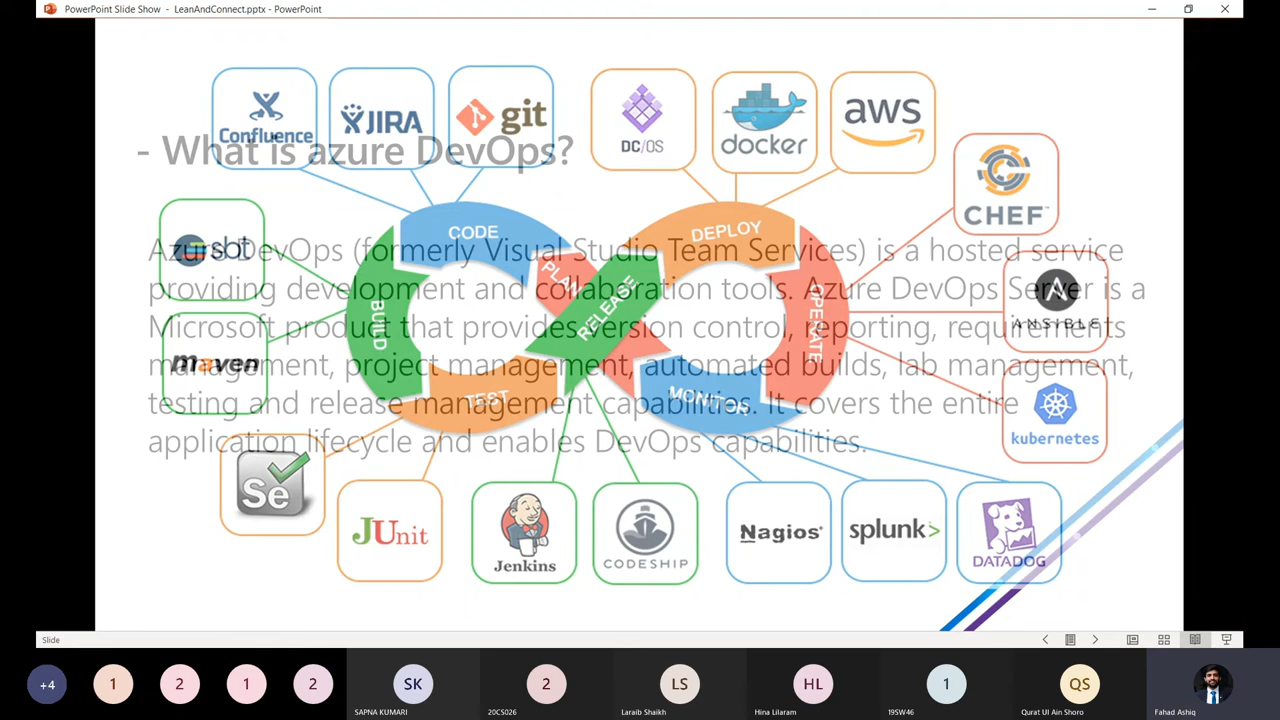 PowerPoint Slide Show - LeanAndConnect.pptx - PowerPoint
Confluence
JIRA
git
DC/OS
docker
aws
CHEF™
- What is azure DevOps?
sbt
CODE
DEPLOY
PLAN
RELEASE
BUILD
OPERATE
TEST
MONITOR
ANSIBLE
Azure DevOps (formerly Visual Studio Team Services) is a hosted service
providing development and collaboration tools. Azure DevOps Server is a
Microsoft product that provides version control, reporting, requirements
management, project management, automated builds, lab management,
testing and release management capabilities. It covers the entire
application lifecycle and enables DevOps capabilities.
maven
kubernetes
Se
JUnit
Jenkins
CODESHIP
Nagios®
splunk>
DATADOG
Slide
+4
1
2
1
2
SK
2
LS
HL
1
QS
SAPNA KUMARI
20CS026
Laraib Shaikh
Hina Lilaram
19SW46
Qurat Ul Ain Shoro
Fahad Ashiq